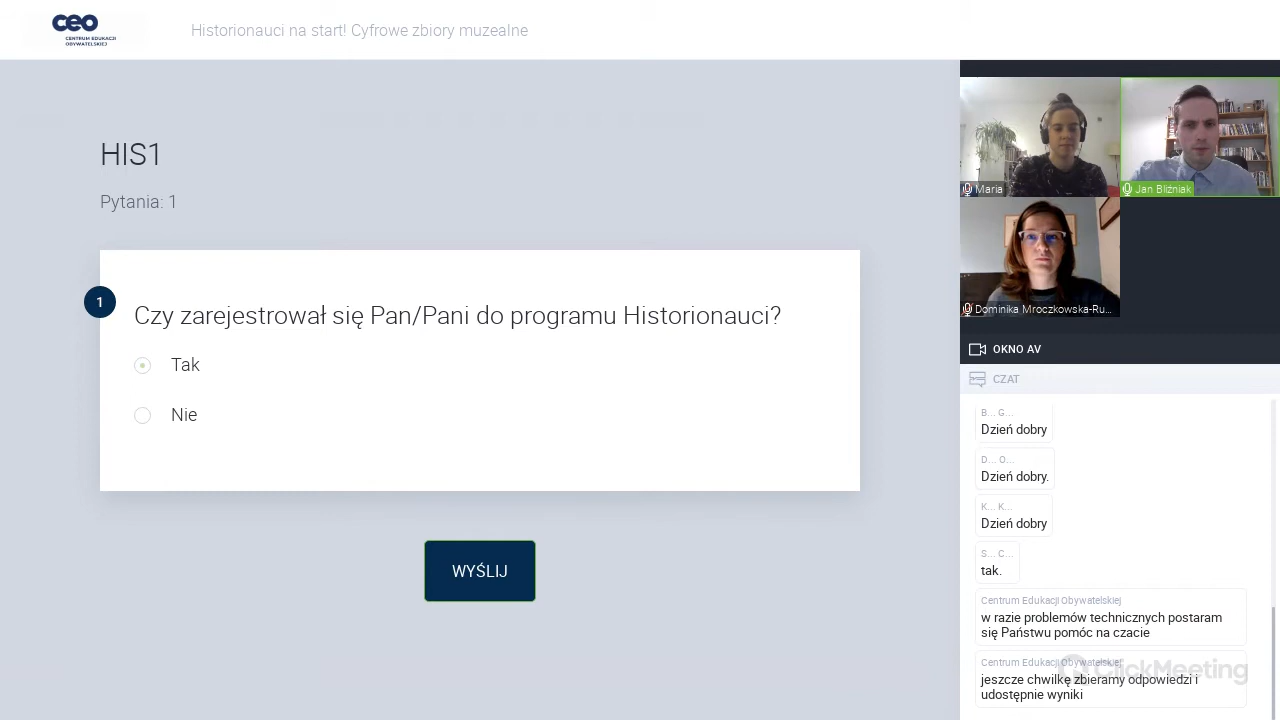 ceo
CENTRUM EDUKACJI
OBYWATELSKIEJ
Historionauci na start! Cyfrowe zbiory muzealne
HIS1
Pytania: 1
1
Czy zarejestrował się Pan/Pani do programu Historionauci?
Tak
Nie
WYŚLIJ
Maria
Jan Bliźniak
Dominika Mroczkowska-Ru...
OKNO AV
CZAT
B... G...
Dzień dobry
D... O...
Dzień dobry.
K... K...
Dzień dobry
S... C...
tak.
Centrum Edukacji Obywatelskiej
w razie problemów technicznych postaram
się Państwu pomóc na czacie
Centrum Edukacji Obywatelskiej
jeszcze chwilkę zbieramy odpowiedzi i
udostępnie wyniki
ClickMeeting